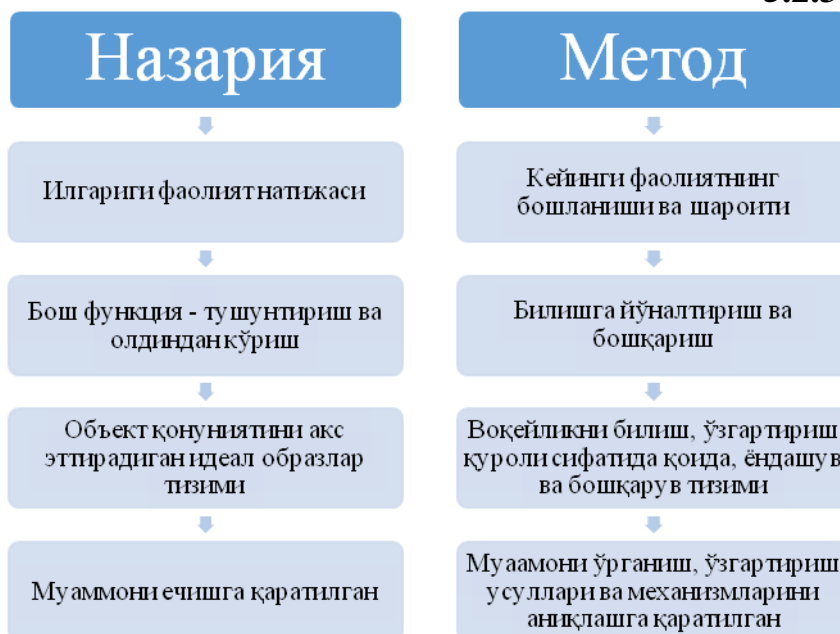 Назария
Илгариги фаолият натижаси
Бош функция - тушунтириш ва
олдиндан кўриш
Объект қонуниятини акс
эттирадиган идеал образлар
тизими
Муаммони ечишга қаратилган
Метод
Кейинги фаолиятнинг
бошланиши ва шароити
Билишга йўналтириш ва
бошқариш
Воқейликни билиш, ўзгартириш
қуроли сифатида қоида, ёндашув
ва бошқарув тизими
Муаамони ўрганиш, ўзгартириш
усуллари ва механизмларини
аниқлашга қаратилган